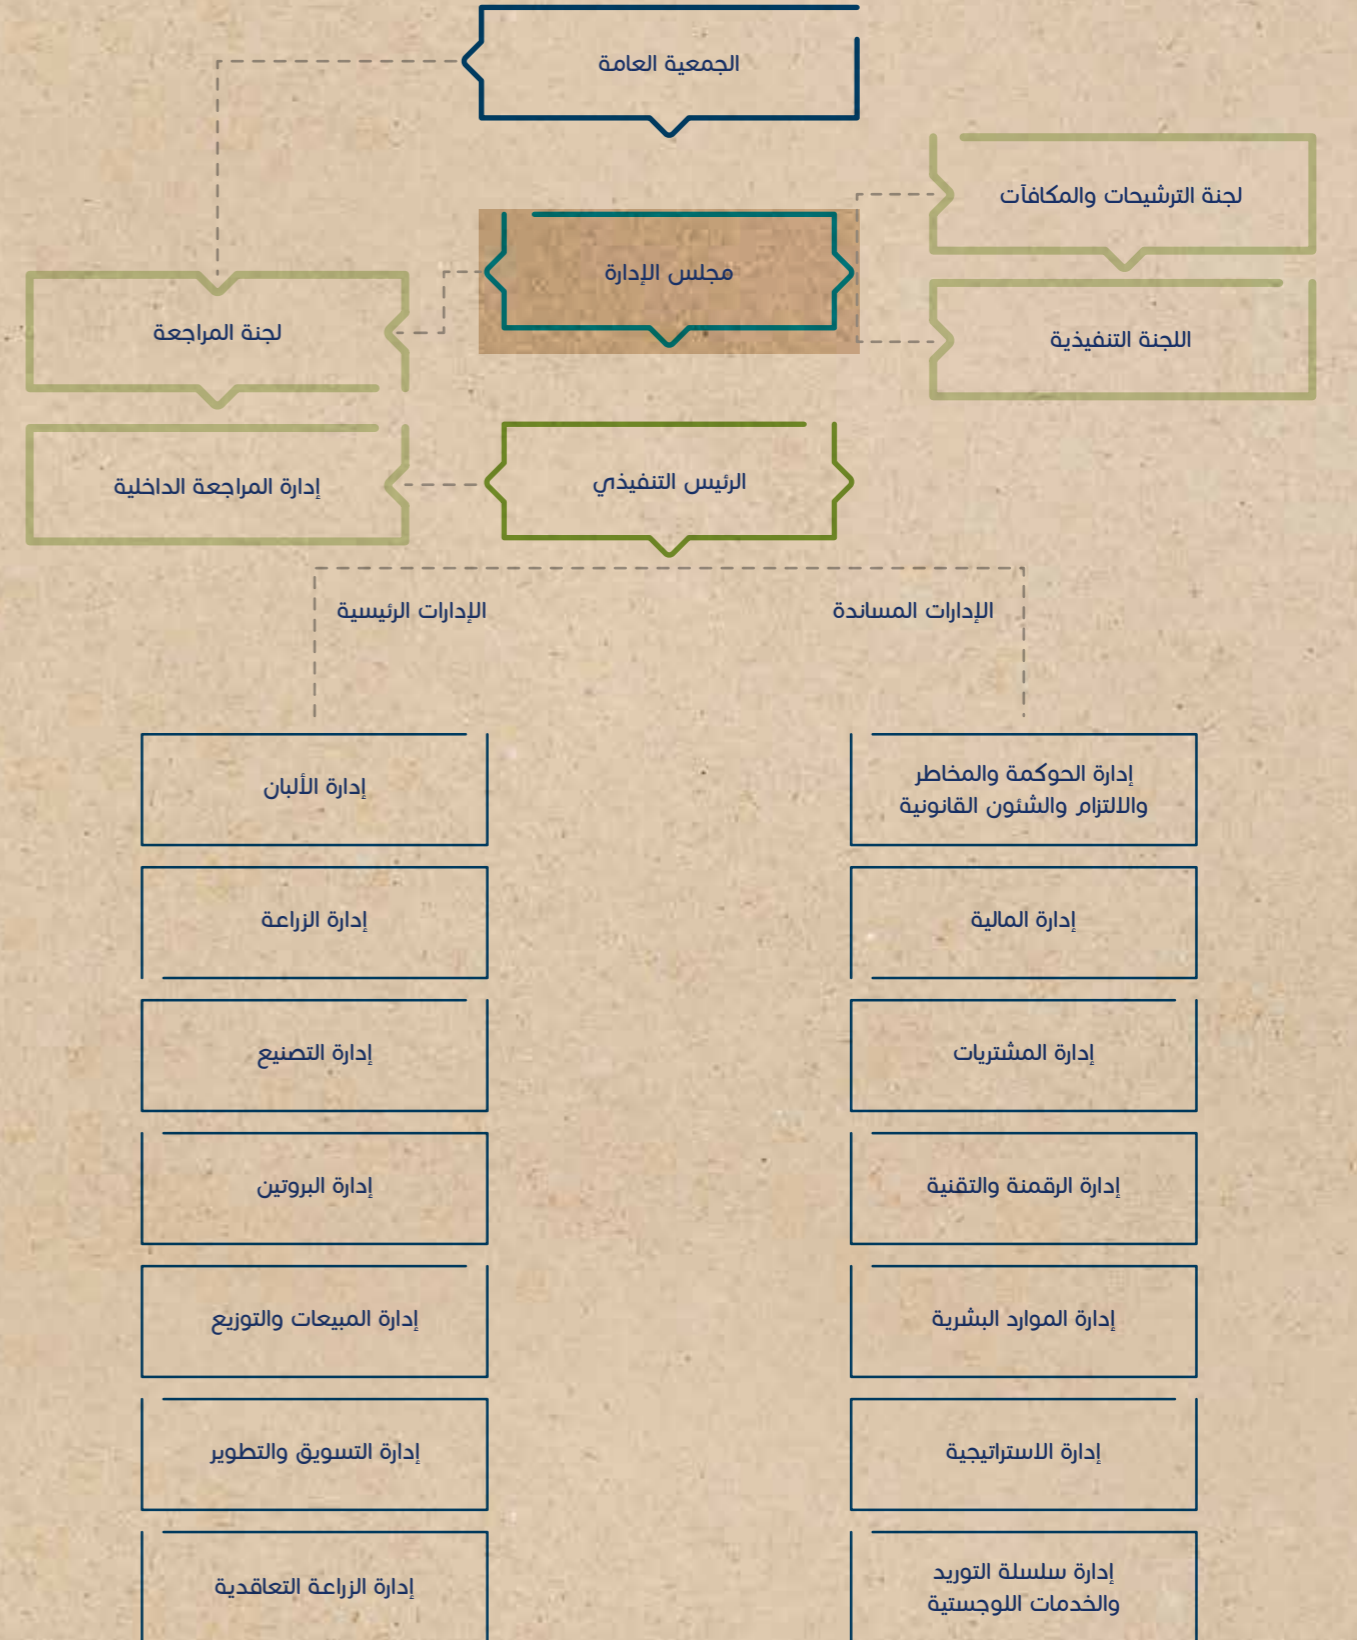 الجمعية العامة
لجنة الترشيحات والمكافآت
مجلس الإدارة
لجنة المراجعة
اللجنة التنفيذية
الرئيس التنفيذي
إدارة المراجعة الداخلية
الإدارات المساندة
الإدارات الرئيسية
إدارة الحوكمة والمخاطر
والالتزام والشئون القانونية
إدارة المالية
إدارة المشتريات
إدارة الرقمنة والتقنية
إدارة الموارد البشرية
إدارة الاستراتيجية
إدارة سلسلة التوريد
والخدمات اللوجستية
إدارة الألبان
إدارة الزراعة
إدارة التصنيع
إدارة البروتين
إدارة المبيعات والتوزيع
إدارة التسويق والتطوير
إدارة الزراعة التعاقدية